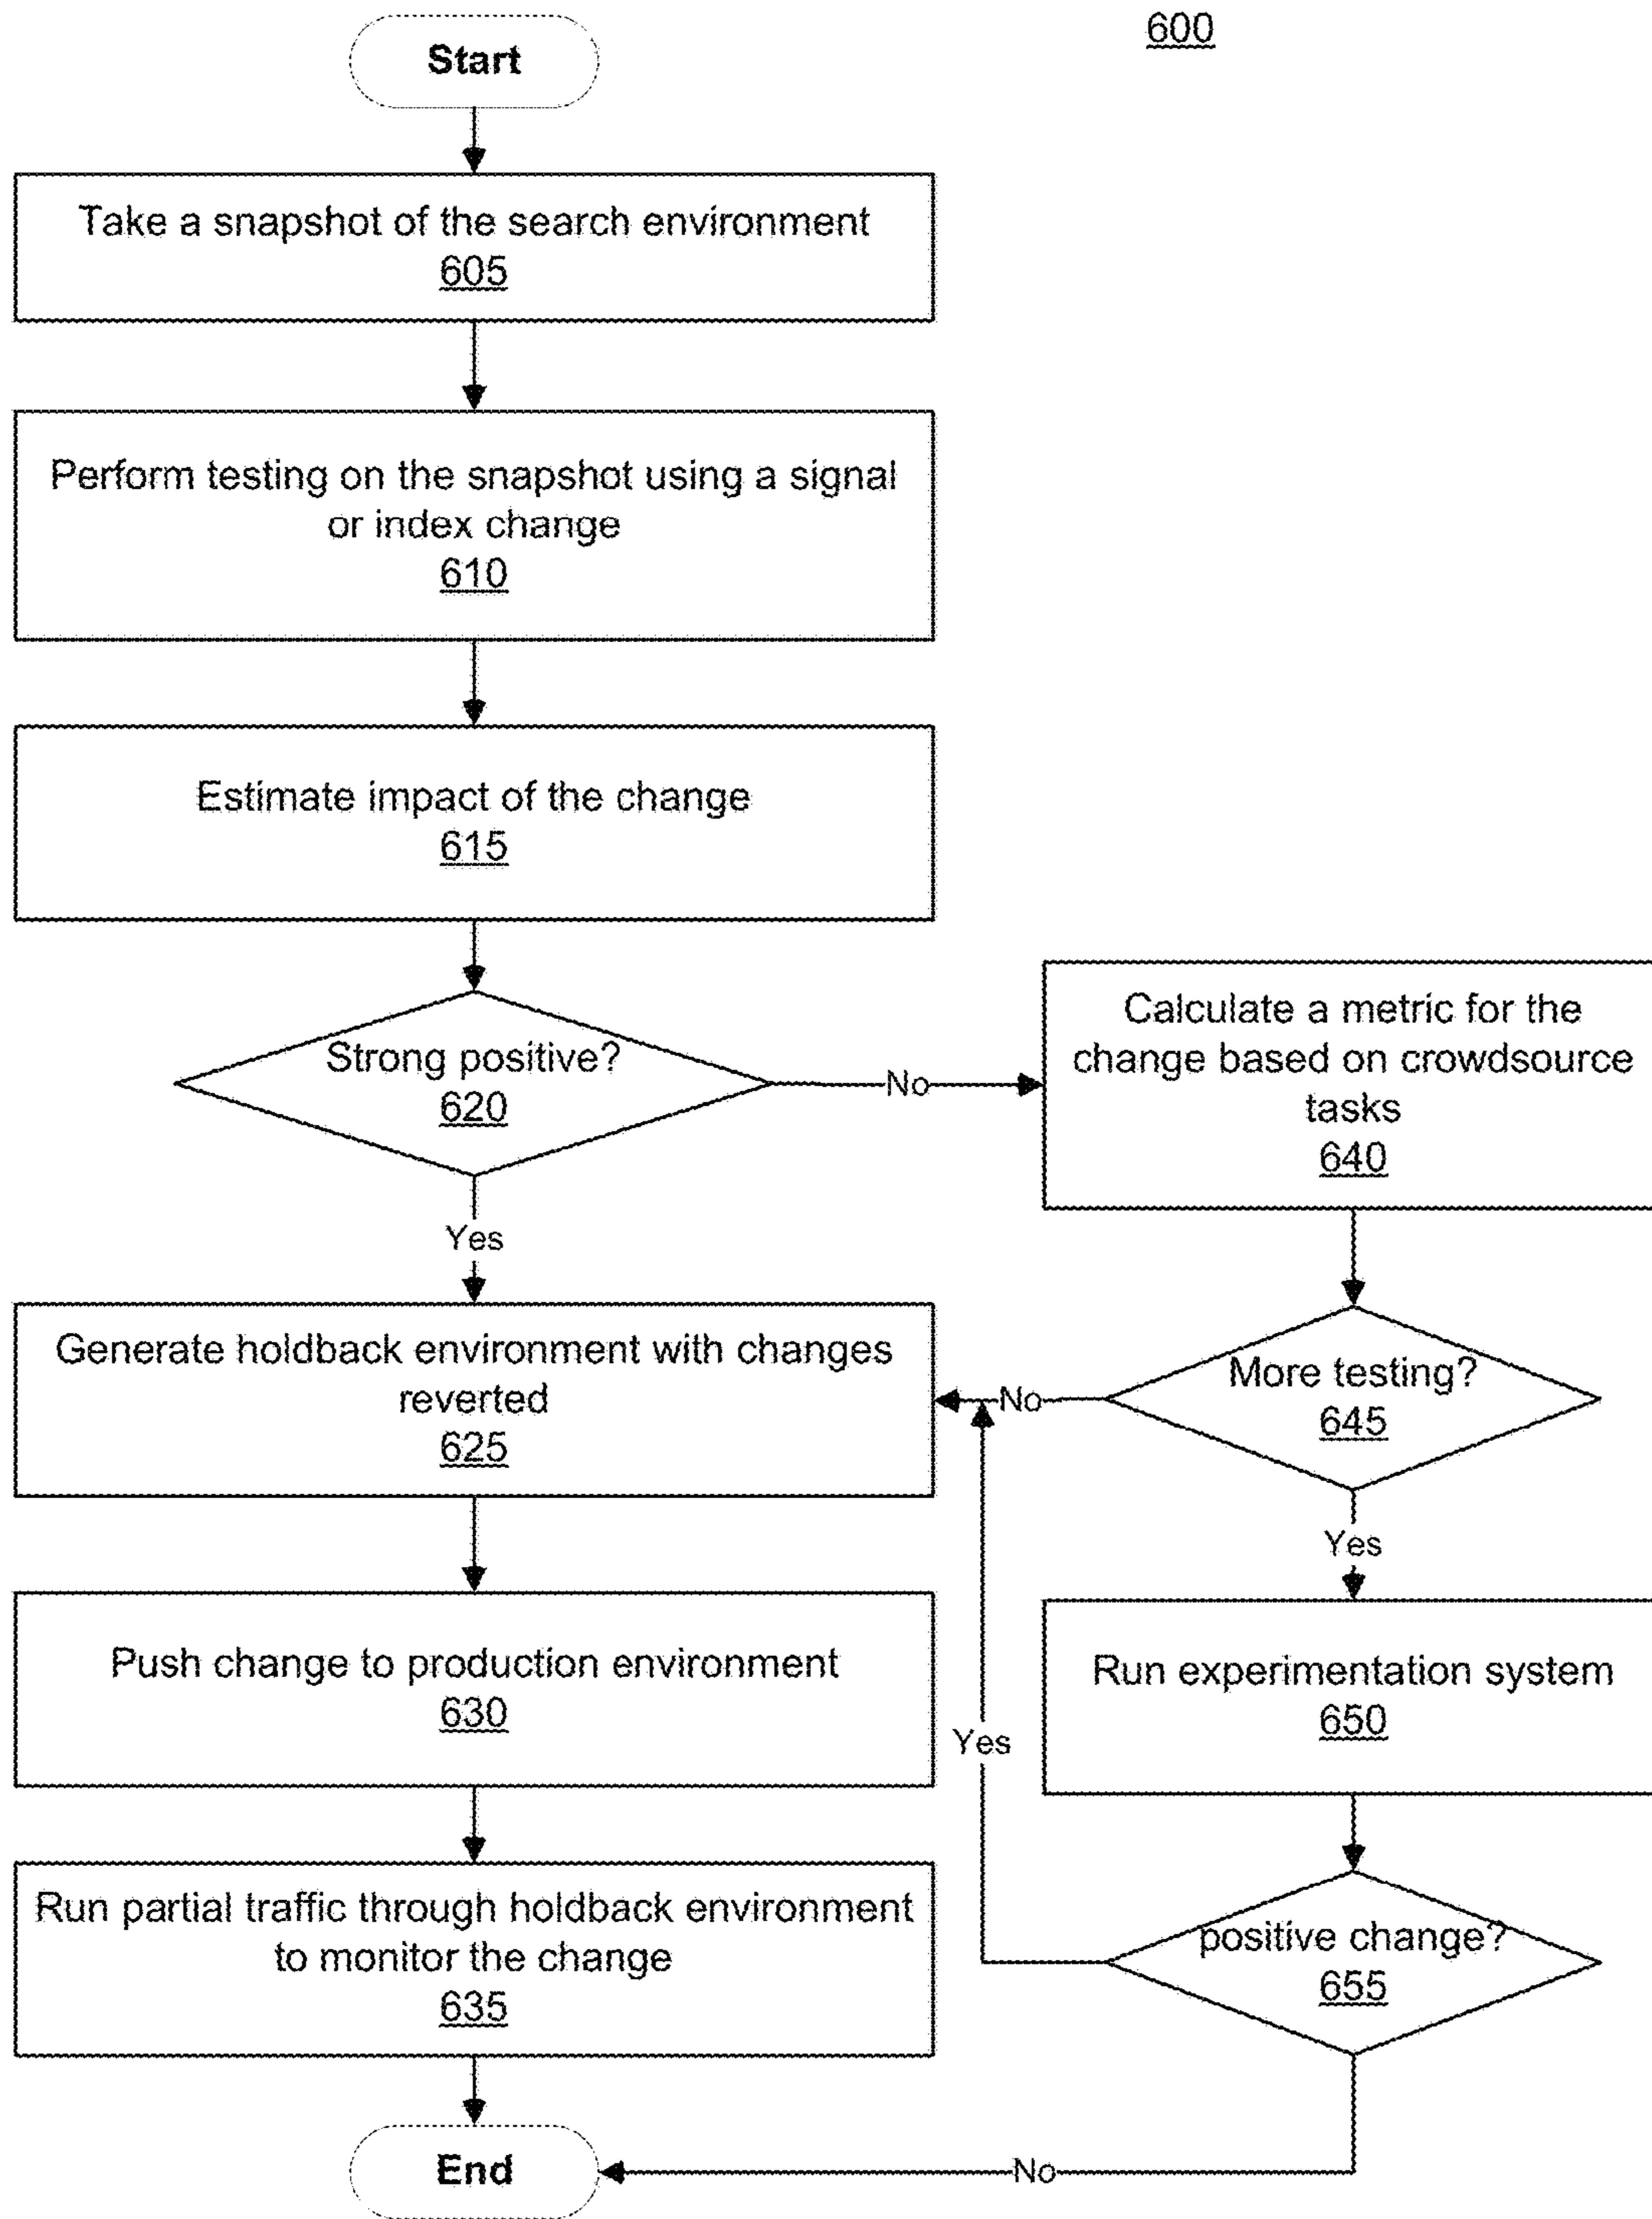 600
Start
Take a snapshot of the search environment
605
Perform testing on the snapshot using a signal
or index change
610
Estimate impact of the change
615
Strong positive?
620
No
Calculate a metric for the
change based on crowdsource
tasks
640
Yes
Generate holdback environment with changes
reverted
625
No
More testing?
645
Yes
Push change to production environment
630
Yes
Run experimentation system
650
Run partial traffic through holdback environment
to monitor the change
635
positive change?
655
End
No